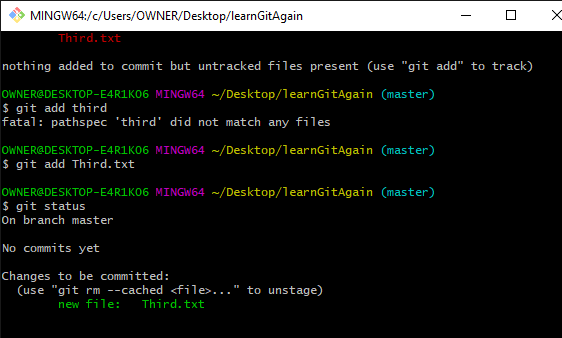 MINGW64:/c/Users/OWNER/Desktop/learnGitAgain
Third.txt
nothing added to commit but untracked files present (use "git add" to track)
OWNER@DESKTOP-E4R1KO6 MINGW64 ~/Desktop/learnGitAgain (master)
$ git add third
fatal: pathspec 'third' did not match any files
OWNER@DESKTOP-E4R1KO6 MINGW64 ~/Desktop/learnGitAgain (master)
$ git add Third.txt
OWNER@DESKTOP-E4R1KO6 MINGW64 ~/Desktop/learnGitAgain (master)
$ git status
On branch master
No commits yet
Changes to be committed:
(use "git rm --cached <file>..." to unstage)
new file:   Third.txt